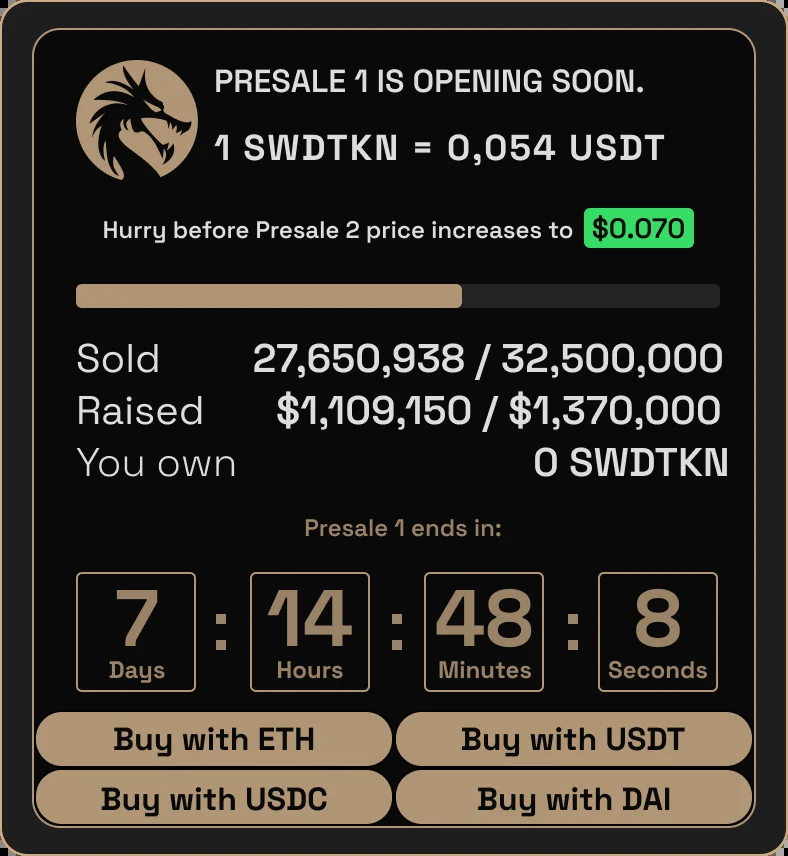 PRESALE 1 IS OPENING SOON.
1 SWDTKN = 0,054 USDT
Hurry before Presale 2 price increases to $0.070
Sold 27,650,938 / 32,500,000
Raised $1,109,150 / $1,370,000
You own 0 SWDTKN
Presale 1 ends in:
7 : 14 : 48 : 8
Days Hours Minutes Seconds
Buy with ETH Buy with USDT
Buy with USDC Buy with DAI